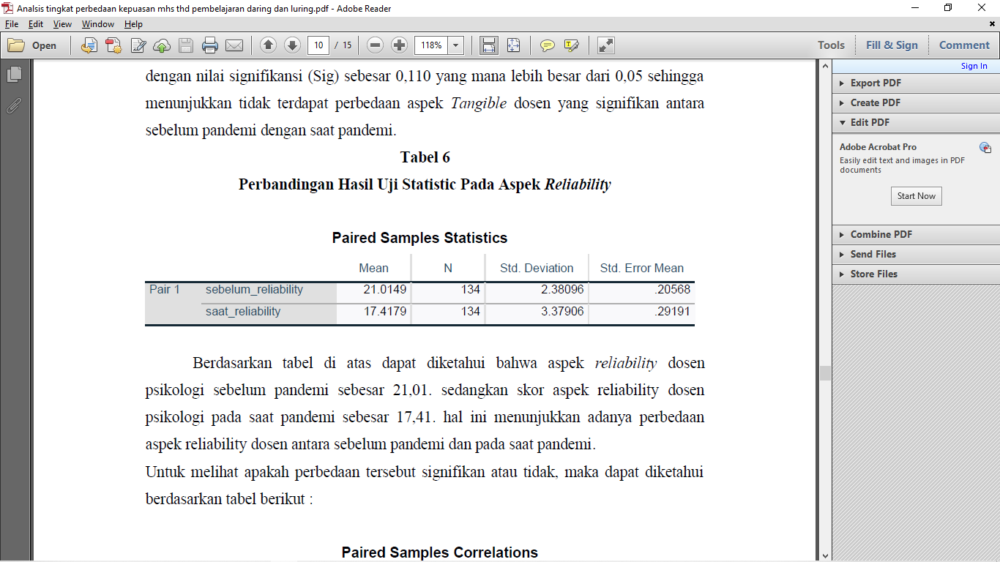 Analsis tingkat perbedaan kepuasan mhs thd pembelajaran daring dan luring.pdf - Adobe Reader
File Edit View Window Help
Open 10 / 15 118% Tools Fill & Sign Comment
Sign In
Export PDF
Create PDF
Edit PDF
Adobe Acrobat Pro
Easily edit text and images in PDF
documents
Start Now
Combine PDF
Send Files
Store Files
dengan nilai signifikansi (Sig) sebesar 0,110 yang mana lebih besar dari 0,05 sehingga
menunjukkan tidak terdapat perbedaan aspek Tangible dosen yang signifikan antara
sebelum pandemi dengan saat pandemi.
Tabel 6
Perbandingan Hasil Uji Statistic Pada Aspek Reliability
Paired Samples Statistics
Mean N Std. Deviation Std. Error Mean
Pair 1 sebelum_reliability 21.0149 134 2.38096 .20568
saat_reliability 17.4179 134 3.37906 .29191
Berdasarkan tabel di atas dapat diketahui bahwa aspek reliability dosen
psikologi sebelum pandemi sebesar 21,01. sedangkan skor aspek reliability dosen
psikologi pada saat pandemi sebesar 17,41. hal ini menunjukkan adanya perbedaan
aspek reliability dosen antara sebelum pandemi dan pada saat pandemi.
Untuk melihat apakah perbedaan tersebut signifikan atau tidak, maka dapat diketahui
berdasarkan tabel berikut :
Paired Samples Correlations